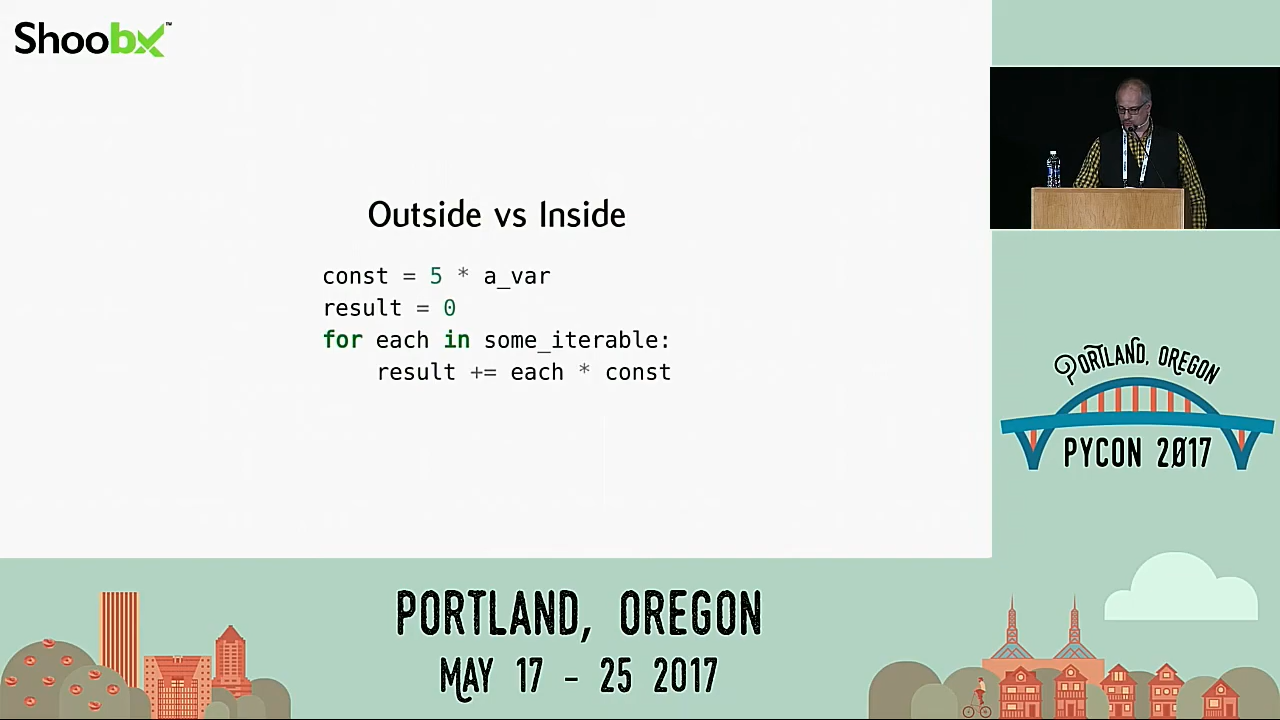 Shoobx™
Outside vs Inside
const = 5 * a_var
result = 0
for each in some_iterable:
    result += each * const
PORTLAND, OREGON
PYCON 2017
PORTLAND, OREGON
MAY 17 - 25 2017